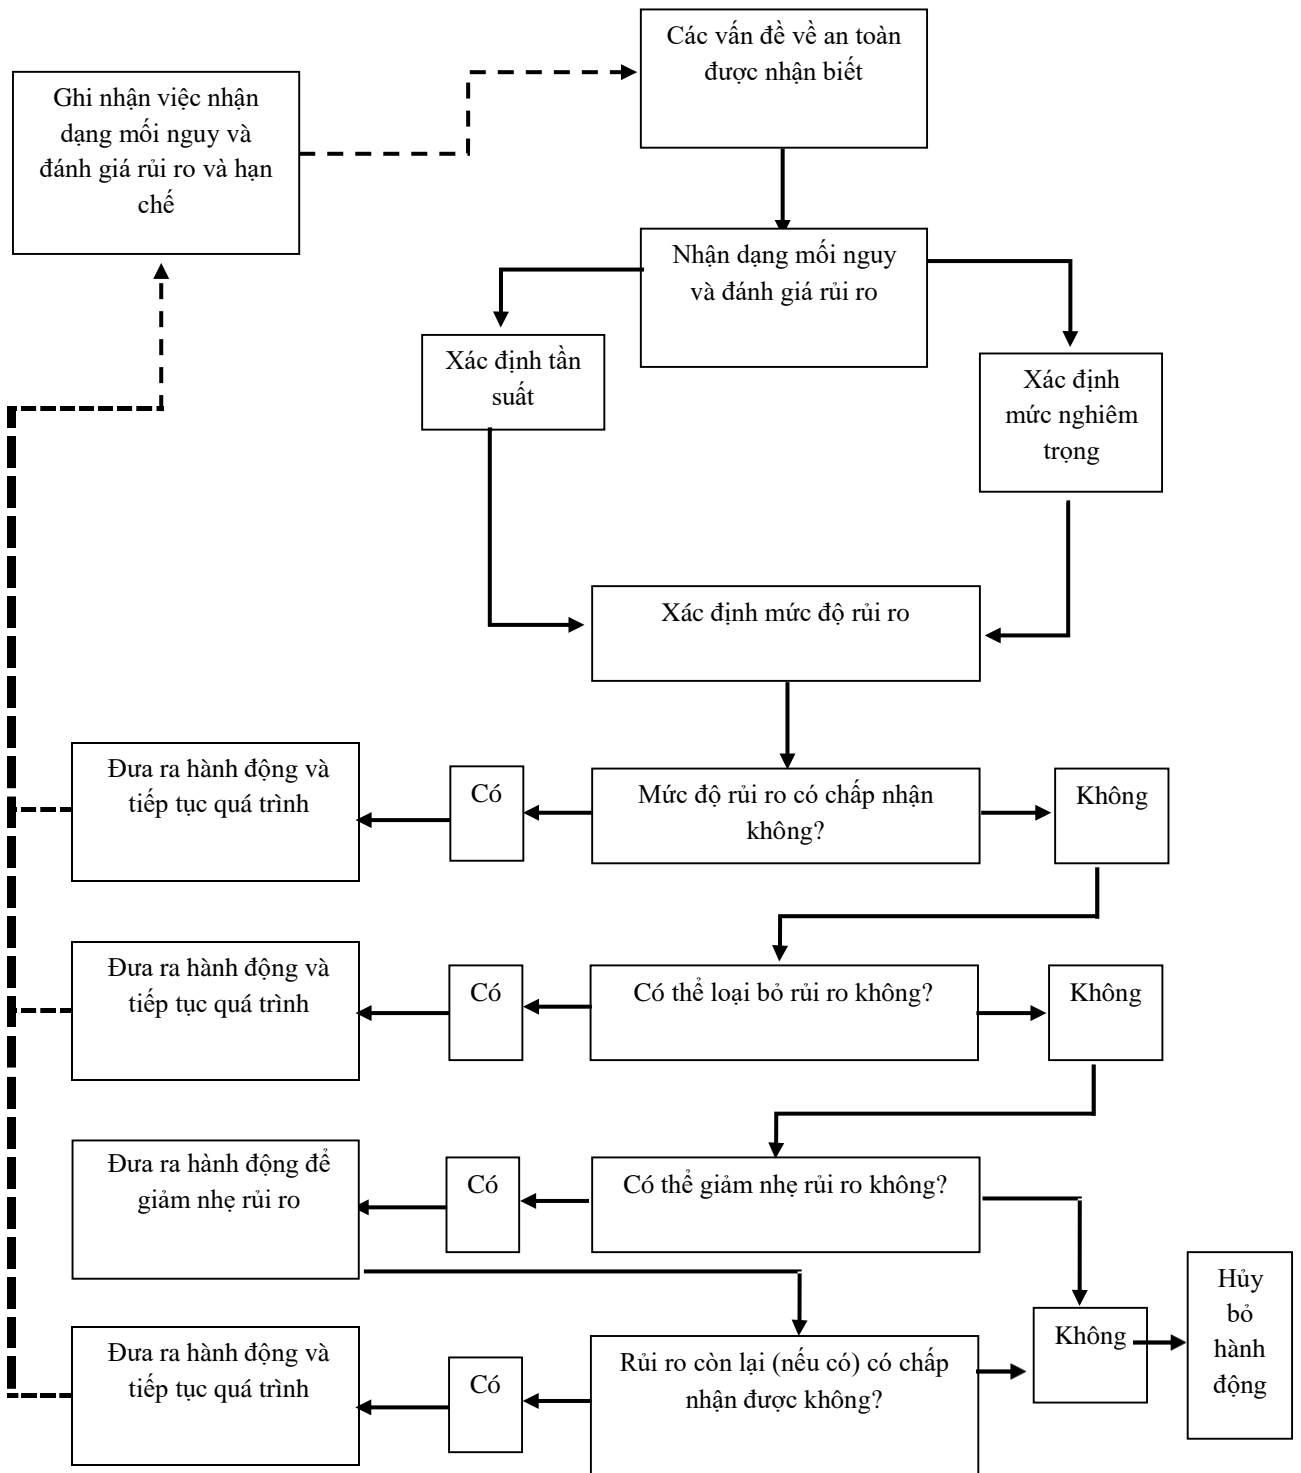 Các vấn đề về an toàn
được nhận biết
Ghi nhận việc nhận
dạng mối nguy và
đánh giá rủi ro và hạn
chế
Nhận dạng mối nguy
và đánh giá rủi ro
Xác định tần
suất
Xác định
mức nghiêm
trọng
Xác định mức độ rủi ro
Đưa ra hành động và
tiếp tục quá trình
Có
Mức độ rủi ro có chấp nhận
không?
Không
Đưa ra hành động và
tiếp tục quá trình
Có
Có thể loại bỏ rủi ro không?
Không
Đưa ra hành động để
giảm nhẹ rủi ro
Có
Có thể giảm nhẹ rủi ro không?
Hủy
bỏ
hành
động
Không
Đưa ra hành động và
tiếp tục quá trình
Có
Rủi ro còn lại (nếu có) có chấp
nhận được không?